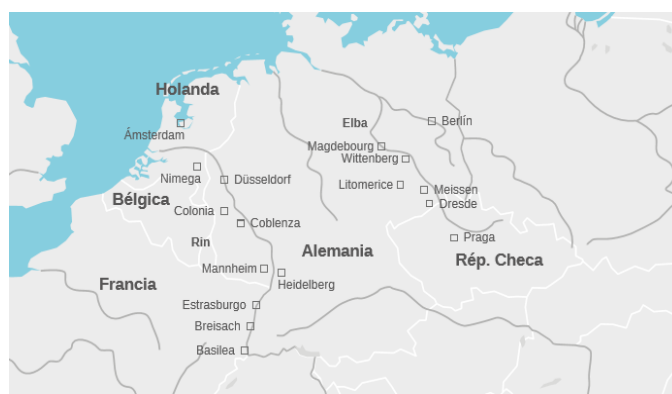 Holanda
Elba
Berlín
Ámsterdam
Magdebourg
Wittenberg
Nimega
Düsseldorf
Litomerice
Meissen
Bélgica
Dresde
Colonia
Coblenza
Praga
Rin
Alemania
Rép. Checa
Mannheim
Francia
Heidelberg
Estrasburgo
Breisach
Basilea